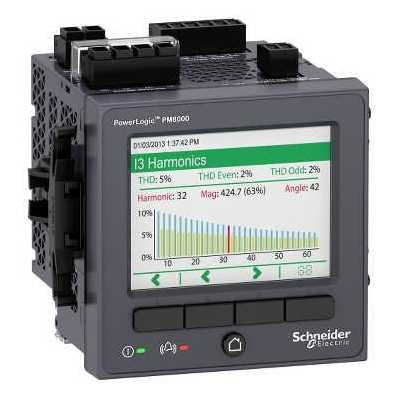 PowerLogic™ PM8000
01/03/2013 1:37:42 PM
I3 Harmonics
THD: 5% THD Even: 2% THD Odd: 2%
Harmonic: 32 Mag: 424.7 (63%) Angle: 42
10%
5%
0%
10 20 30 40 50 60
Schneider
Electric